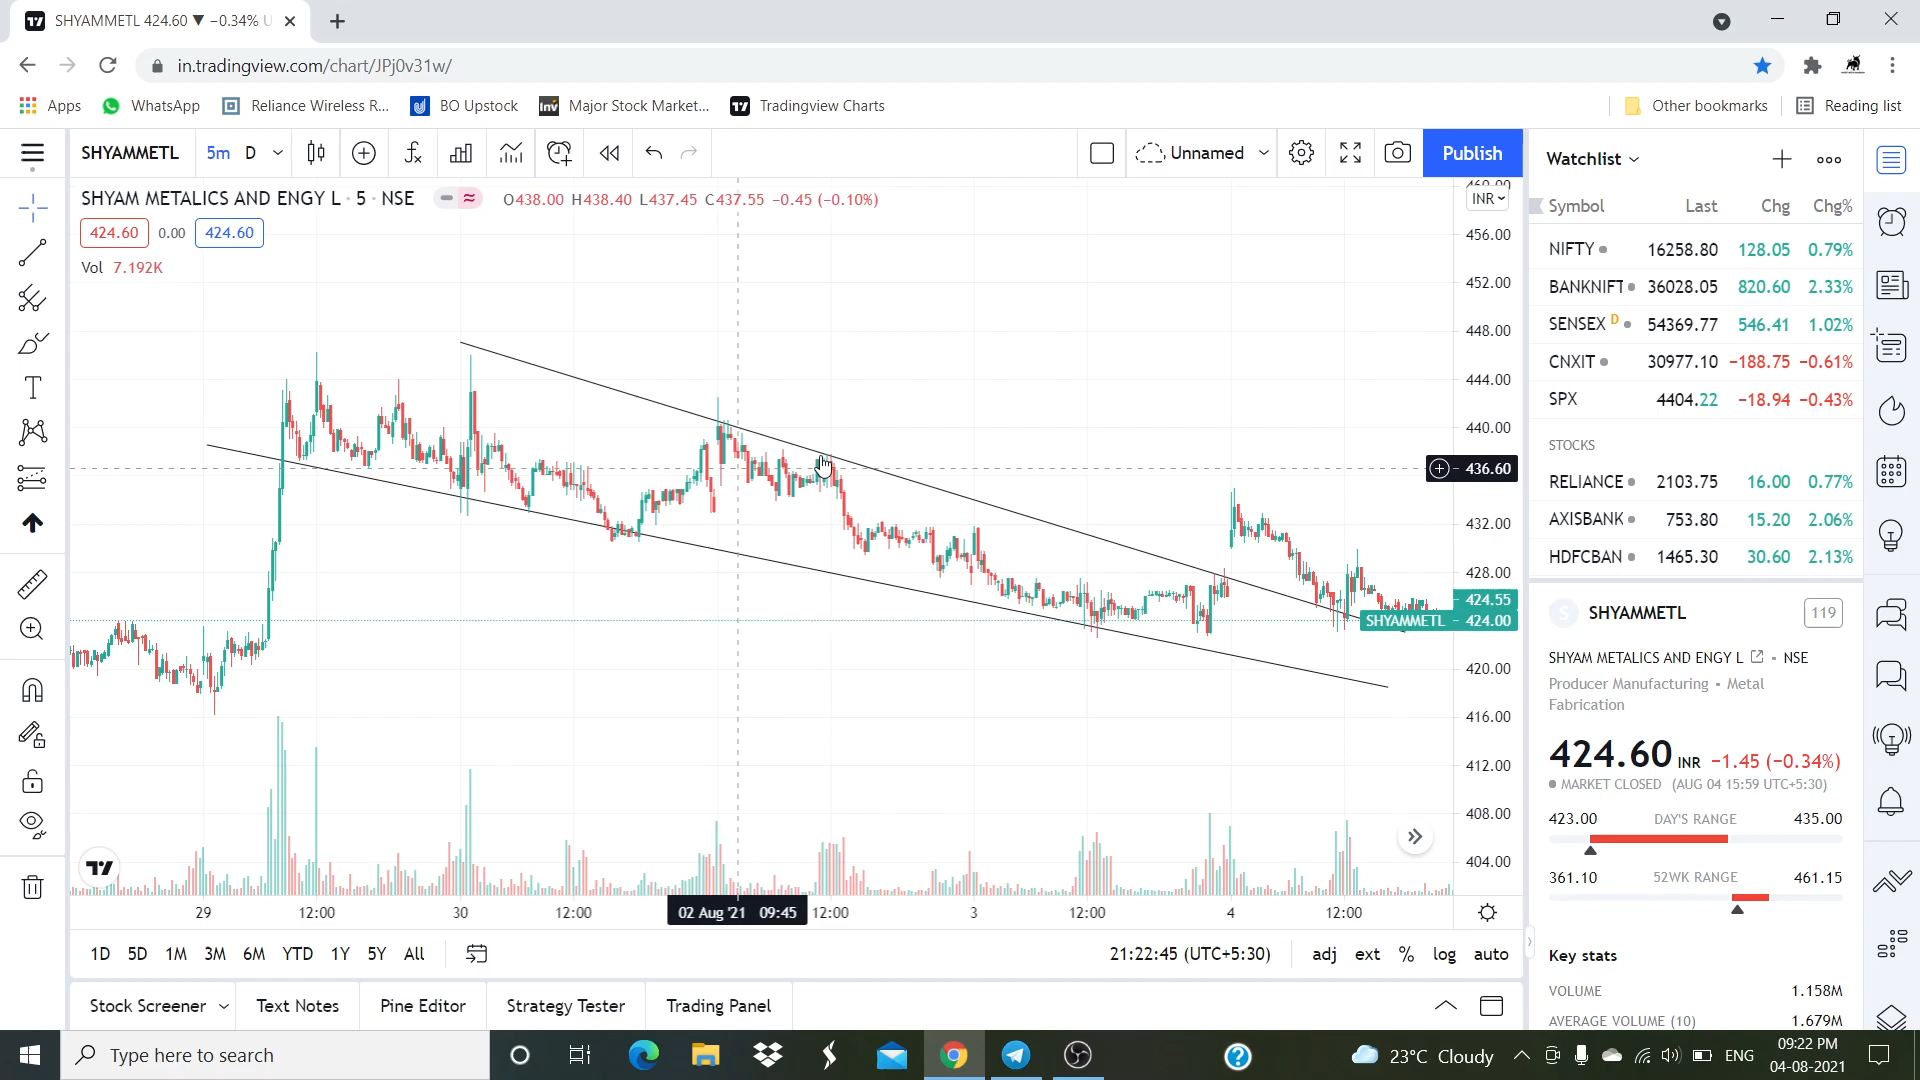 SHYAMMETL 424.60 ▼ −0.34% U
in.tradingview.com/chart/JPj0v31w/
Apps WhatsApp Reliance Wireless R... BO Upstock Major Stock Market... Tradingview Charts Other bookmarks Reading list
SHYAMMETL 5m D Unnamed Publish
SHYAM METALICS AND ENGY L · 5 · NSE O438.00 H438.40 L437.45 C437.55 −0.45 (−0.10%)
424.60 0.00 424.60
Vol 7.192K
INR
460.00
456.00
452.00
448.00
444.00
440.00
436.60
432.00
428.00
424.55
SHYAMMETL 424.00
420.00
416.00
412.00
408.00
404.00
29 12:00 30 12:00 02 Aug '21 09:45 12:00 3 12:00 4 12:00
1D 5D 1M 3M 6M YTD 1Y 5Y All 21:22:45 (UTC+5:30) adj ext % log auto
Stock Screener Text Notes Pine Editor Strategy Tester Trading Panel
Watchlist
Symbol Last Chg Chg%
NIFTY 16258.80 128.05 0.79%
BANKNIFT 36028.05 820.60 2.33%
SENSEX D 54369.77 546.41 1.02%
CNXIT 30977.10 −188.75 −0.61%
SPX 4404.22 −18.94 −0.43%
STOCKS
RELIANCE 2103.75 16.00 0.77%
AXISBANK 753.80 15.20 2.06%
HDFCBAN 1465.30 30.60 2.13%
S SHYAMMETL 119
SHYAM METALICS AND ENGY L · NSE
Producer Manufacturing · Metal
Fabrication
424.60 INR −1.45 (−0.34%)
MARKET CLOSED (AUG 04 15:59 UTC+5:30)
423.00 DAY'S RANGE 435.00
361.10 52WK RANGE 461.15
Key stats
VOLUME 1.158M
AVERAGE VOLUME (10) 1.679M
Type here to search
23°C Cloudy ENG 09:22 PM
04-08-2021